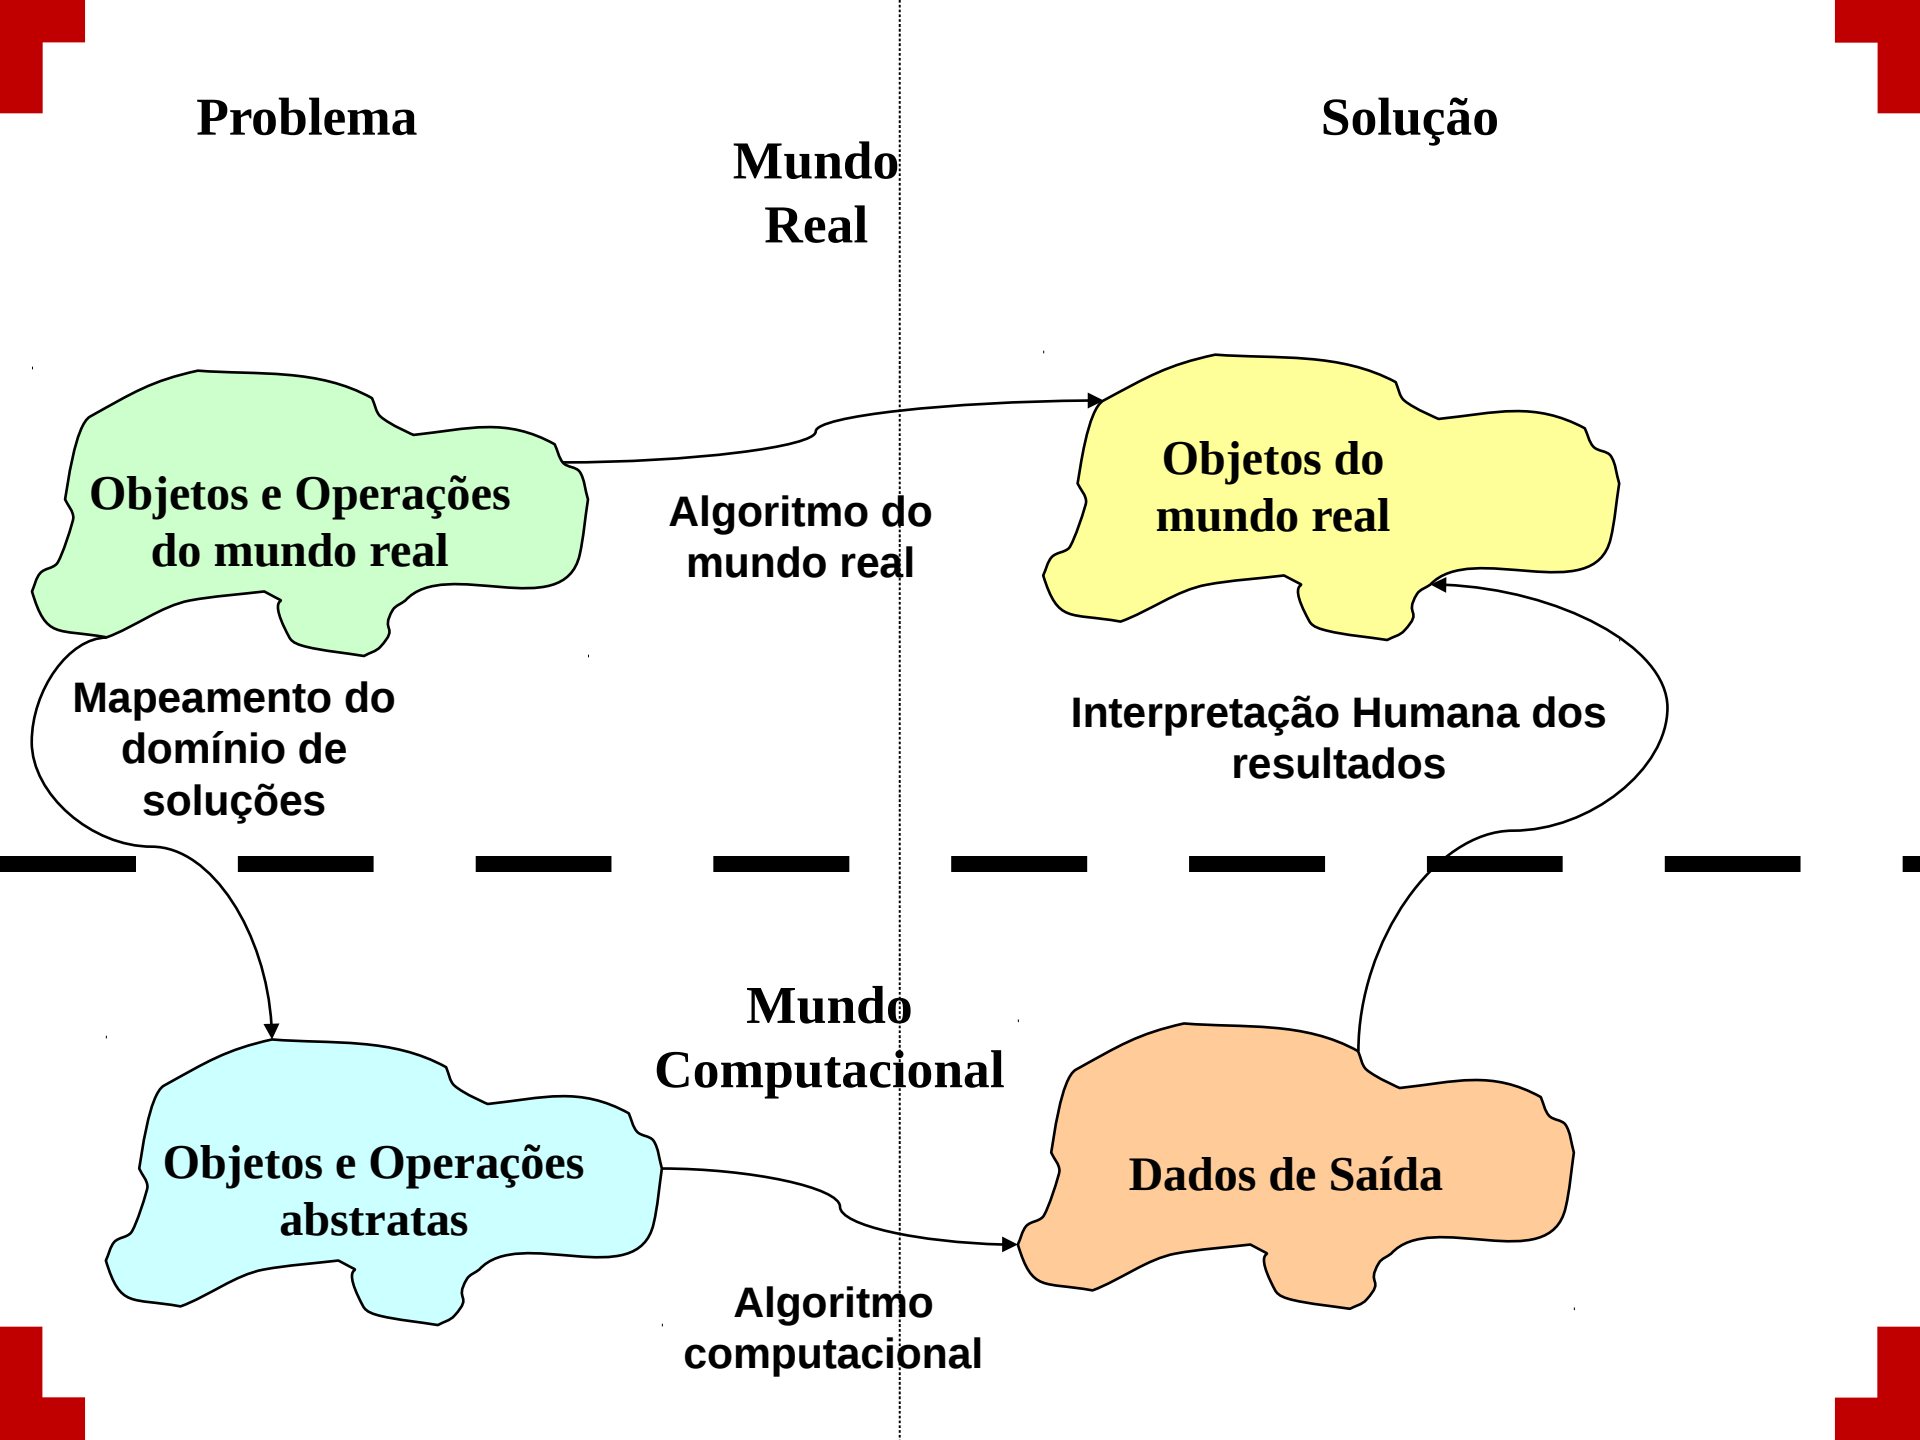 Problema
Solução
Mundo
Real
Objetos e Operações
do mundo real
Algoritmo do
mundo real
Objetos do
mundo real
Mapeamento do
domínio de
soluções
Interpretação Humana dos
resultados
Mundo
Computacional
Objetos e Operações
abstratas
Dados de Saída
Algoritmo
computacional